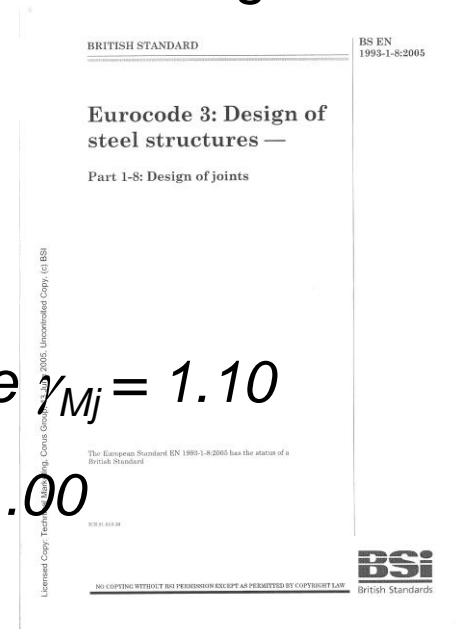 BRITISH STANDARD
BS EN
1993-1-8:2005
Eurocode 3: Design of
steel structures —
Part 1-8: Design of joints
e γMj = 1.10
The European Standard EN 1993-1-8:2005 has the status of a
British Standard
.00
NO COPYING WITHOUT BSI PERMISSION EXCEPT AS PERMITTED BY COPYRIGHT LAW
BSi
British Standards
Licensed Copy: Technical Marketing, Corus Group, 13 July 2005, Uncontrolled Copy, (c) BSI